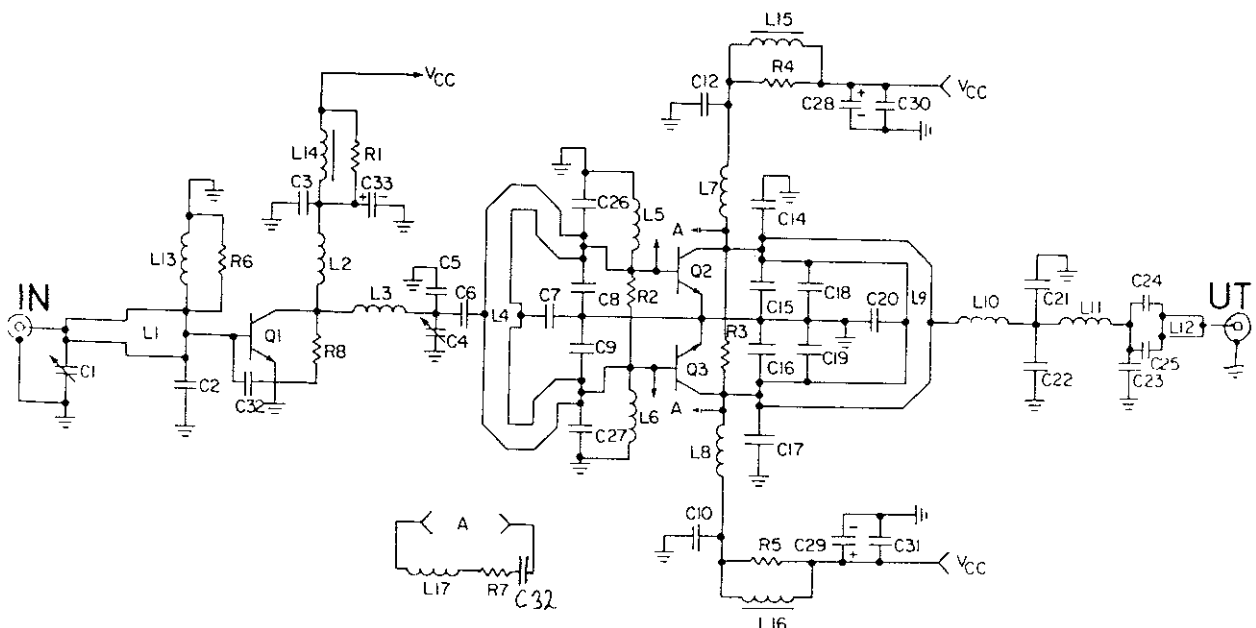 L15
R4
C12
VCC
C28
+
-
C30
VCC
L14
R1
C3
C33
+
-
L7
C14
C26
L5
A
L13
R6
L2
C5
Q2
IN
L3
C6
C8
R2
C15
C18
L9
L10
C21
C24
UT
L1
Q1
L4
C7
C20
L11
L12
C1
C2
R8
C4
C9
R3
C16
C19
C25
C32
Q3
C22
C23
L6
A
C27
L8
C17
C10
R5
C29
-
+
C31
VCC
A
L17
R7
C32
L16